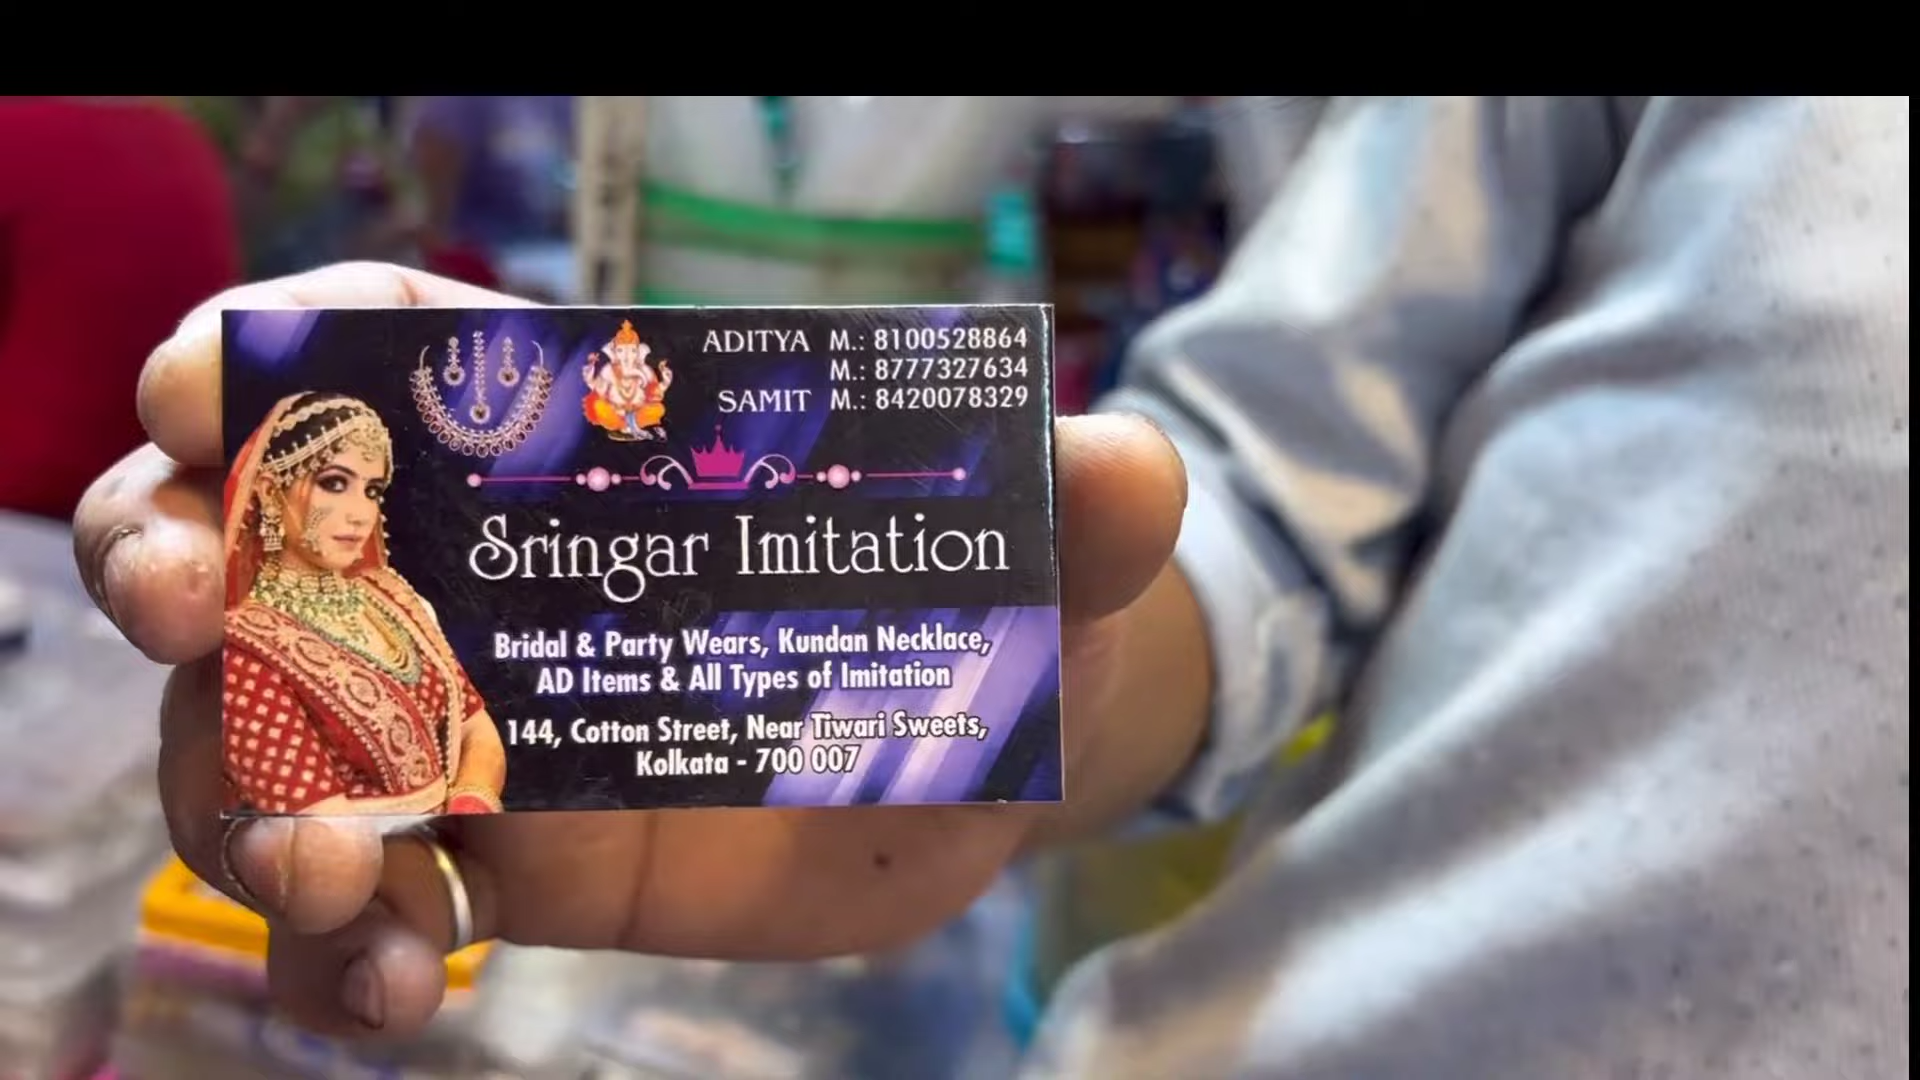 ADITYA M.: 8100528864
M.: 8777327634
SAMIT M.: 8420078329
Sringar Imitation
Bridal & Party Wears, Kundan Necklace,
AD Items & All Types of Imitation
144, Cotton Street, Near Tiwari Sweets,
Kolkata - 700 007